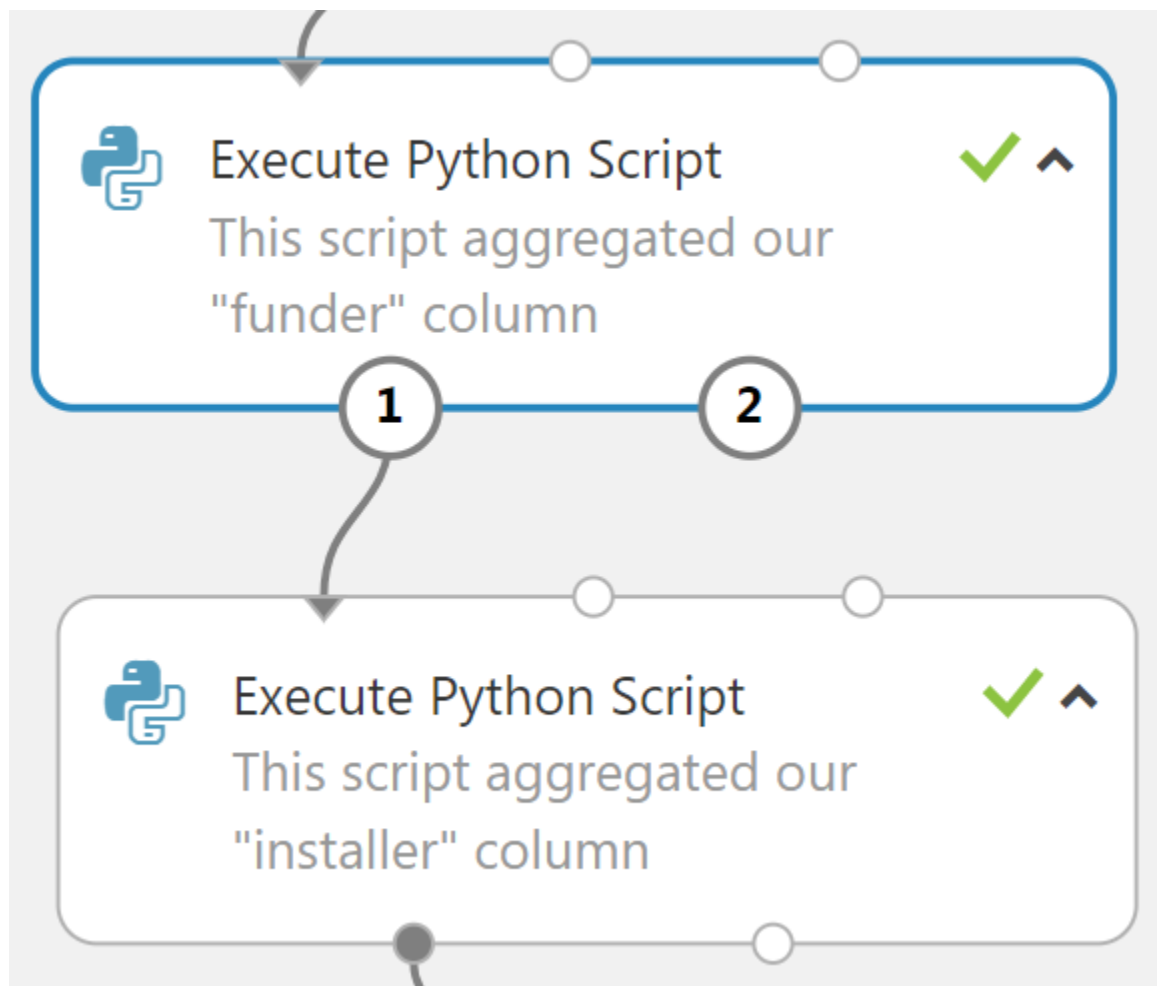 Execute Python Script
This script aggregated our
"funder" column
1
2
Execute Python Script
This script aggregated our
"installer" column